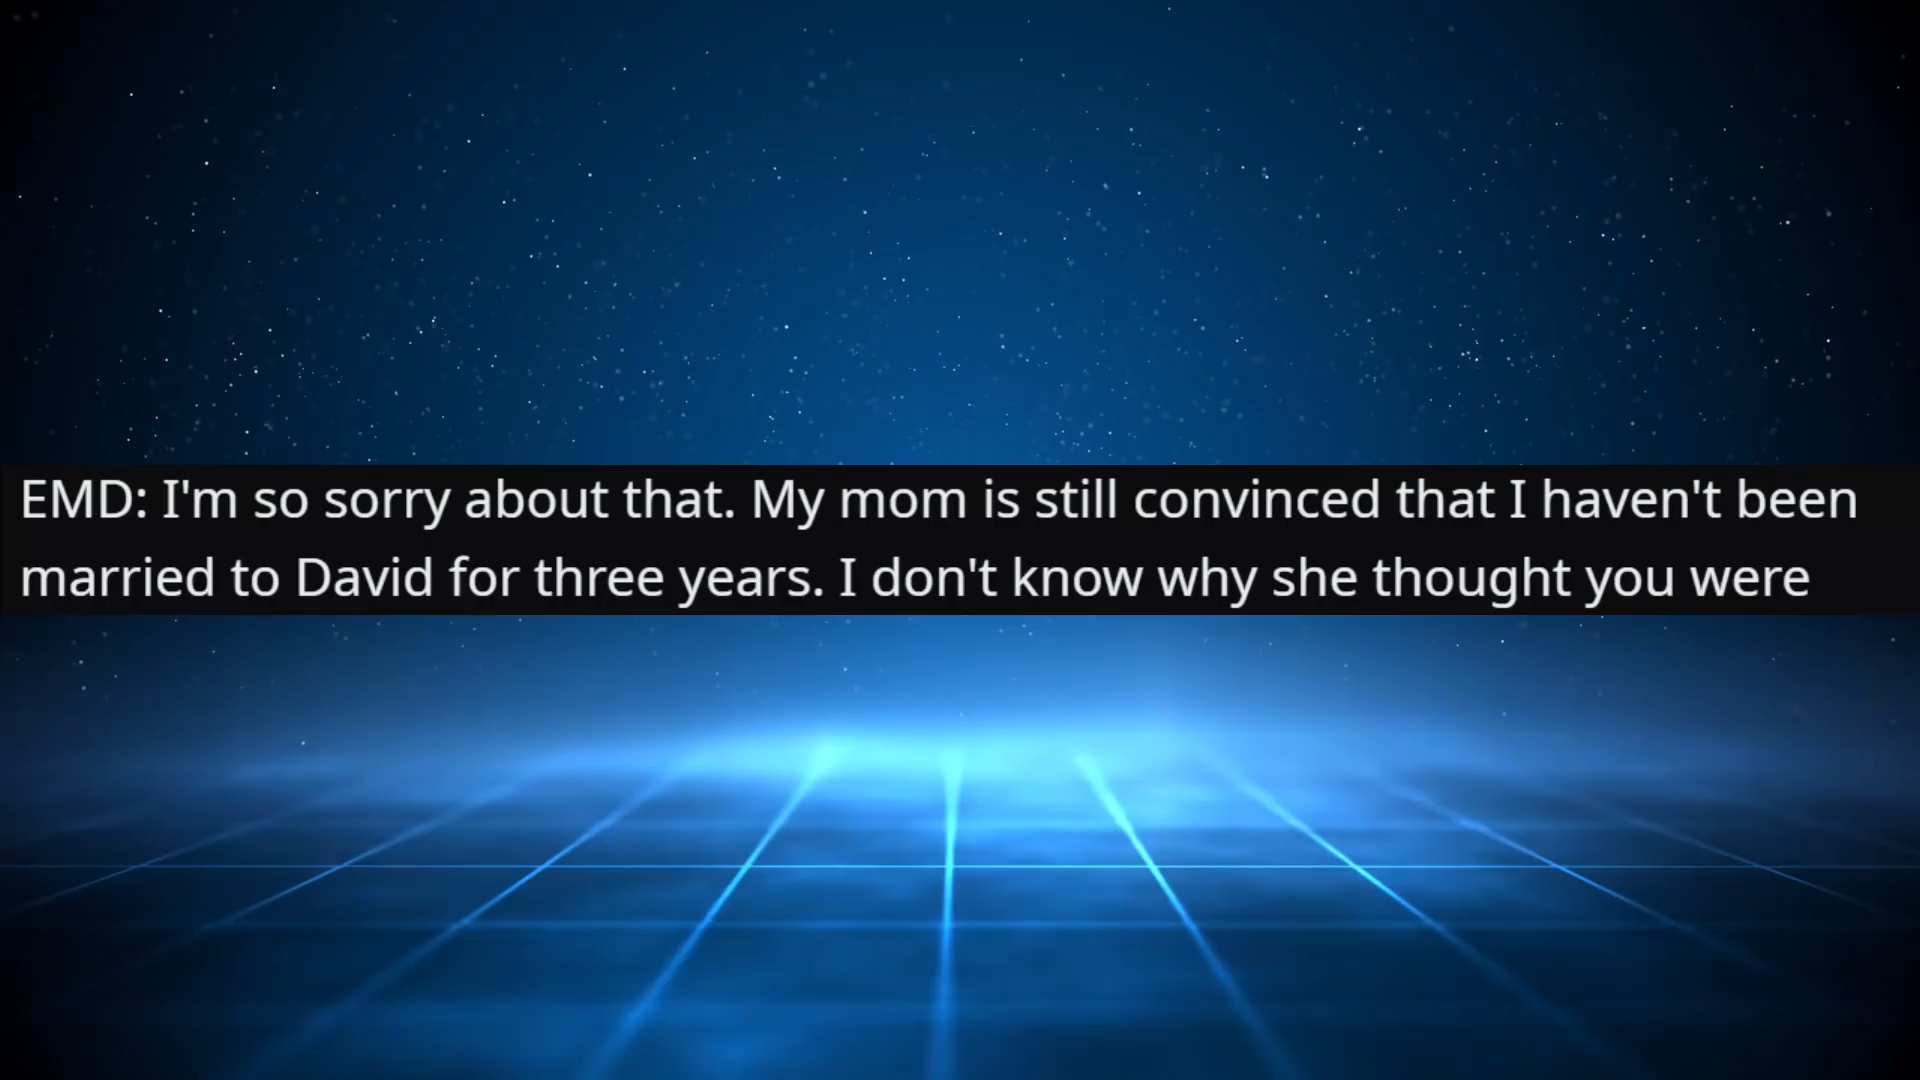 EMD: I'm so sorry about that. My mom is still convinced that I haven't been
married to David for three years. I don't know why she thought you were